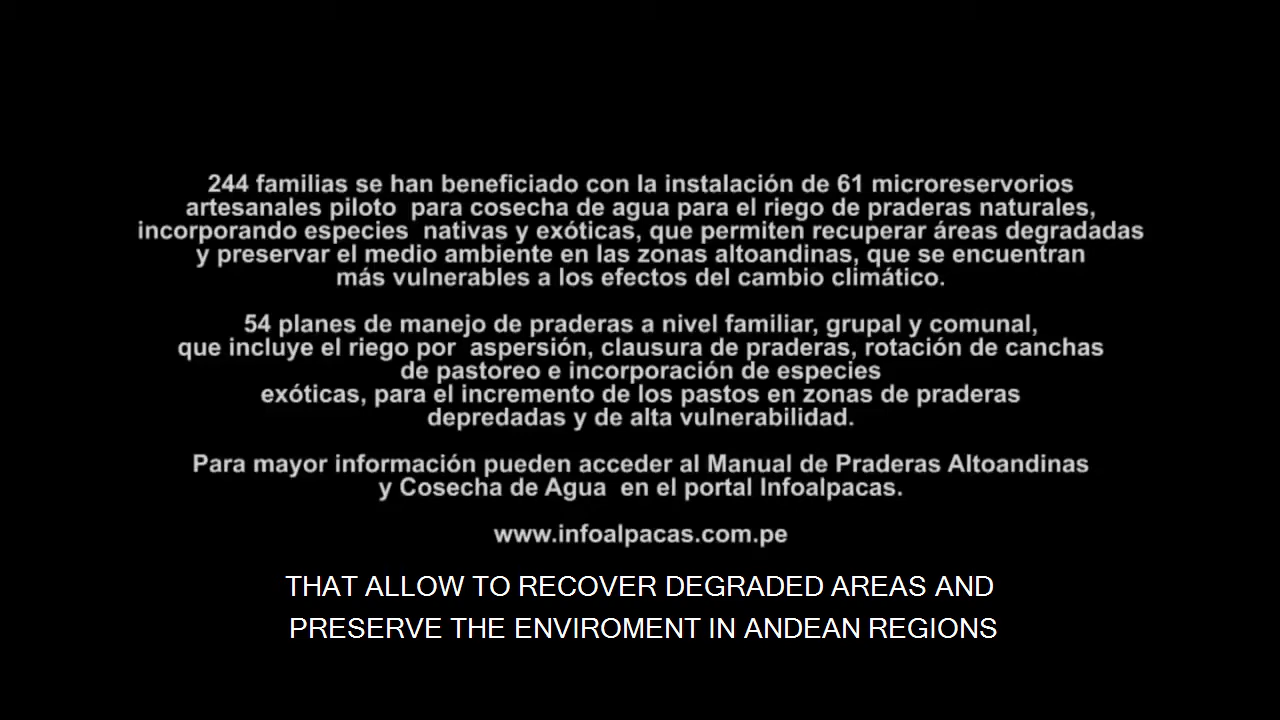 244 familias se han beneficiado con la instalación de 61 microreservorios
artesanales piloto  para cosecha de agua para el riego de praderas naturales,
incorporando especies  nativas y exóticas, que permiten recuperar áreas degradadas
y preservar el medio ambiente en las zonas altoandinas, que se encuentran
más vulnerables a los efectos del cambio climático.
54 planes de manejo de praderas a nivel familiar, grupal y comunal,
que incluye el riego por  aspersión, clausura de praderas, rotación de canchas
de pastoreo e incorporación de especies
exóticas, para el incremento de los pastos en zonas de praderas
depredadas y de alta vulnerabilidad.
Para mayor información pueden acceder al Manual de Praderas Altoandinas
y Cosecha de Agua  en el portal Infoalpacas.
www.infoalpacas.com.pe
THAT ALLOW TO RECOVER DEGRADED AREAS AND
PRESERVE THE ENVIROMENT IN ANDEAN REGIONS